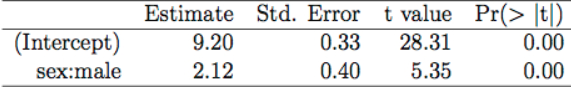 Estimate Std. Error t value Pr(> |t|)
(Intercept) 9.20 0.33 28.31 0.00
sex:male 2.12 0.40 5.35 0.00